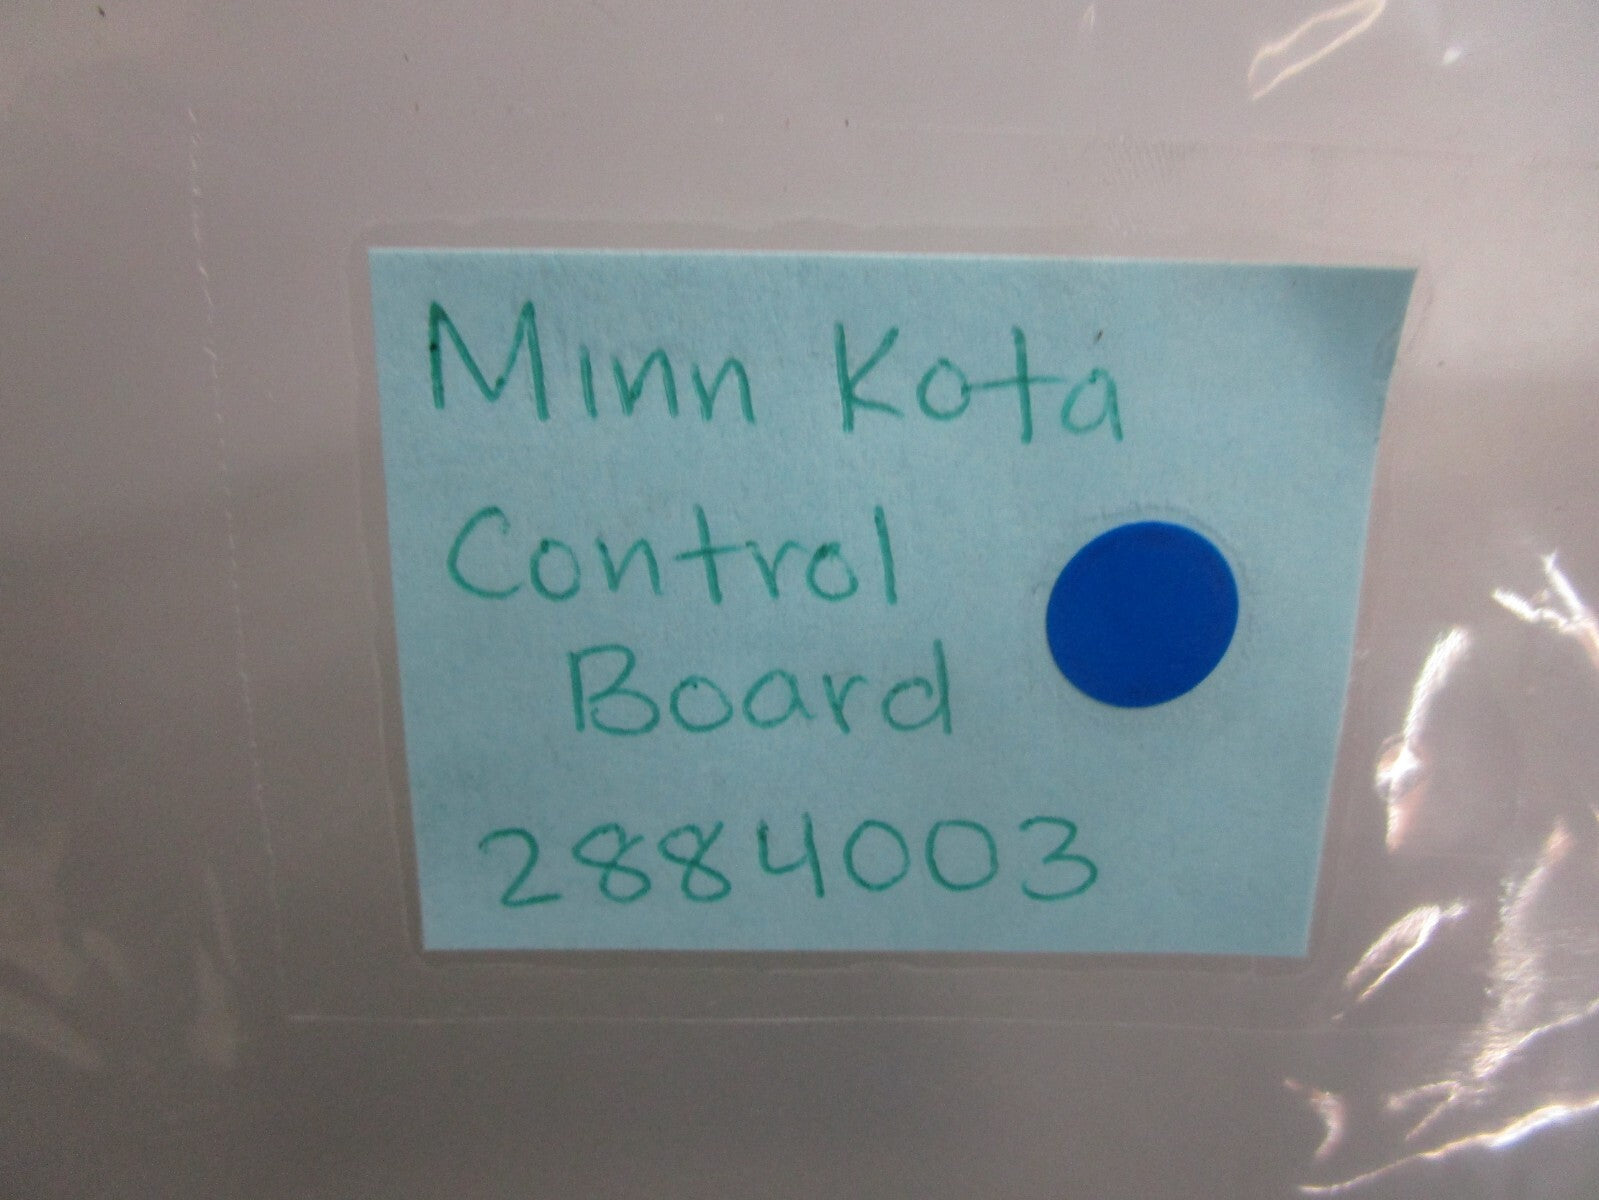 Minn Kota
Control
Board
2884003